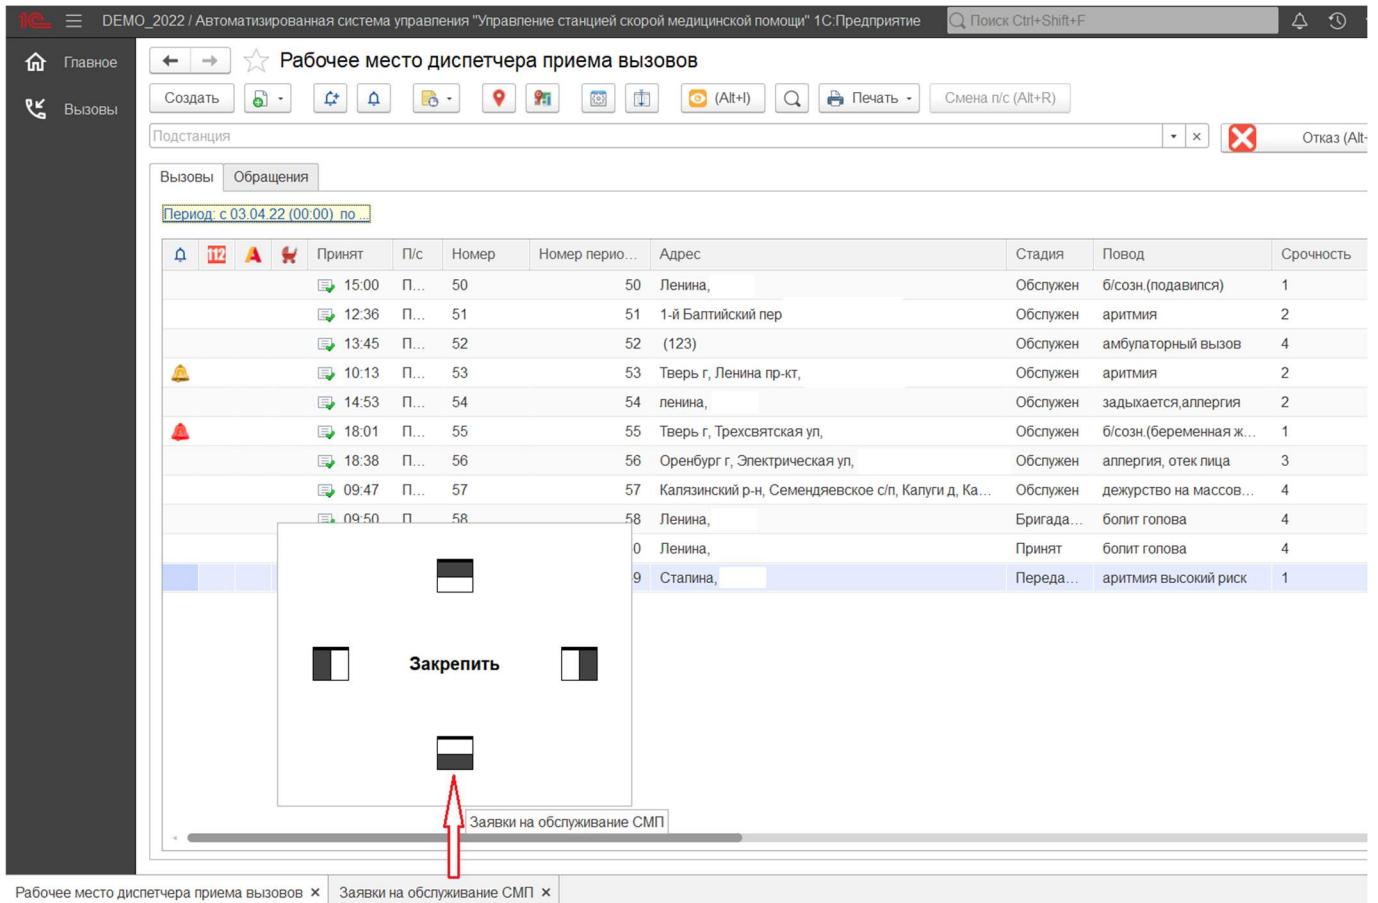 1С DEMO_2022 / Автоматизированная система управления "Управление станцией скорой медицинской помощи" 1С:Предприятие Поиск Ctrl+Shift+F
Главное
Вызовы
Рабочее место диспетчера приема вызовов
Создать (Alt+I) Печать Смена п/с (Alt+R)
Подстанция Отказ (Alt-
Вызовы Обращения
Период: с 03.04.22 (00:00) по ...
112 А Принят П/с Номер Номер перио... Адрес Стадия Повод Срочность
15:00 П... 50 50 Ленина, Обслужен б/созн.(подавился) 1
12:36 П... 51 51 1-й Балтийский пер Обслужен аритмия 2
13:45 П... 52 52 (123) Обслужен амбулаторный вызов 4
10:13 П... 53 53 Тверь г, Ленина пр-кт, Обслужен аритмия 2
14:53 П... 54 54 ленина, Обслужен задыхается,аллергия 2
18:01 П... 55 55 Тверь г, Трехсвятская ул, Обслужен б/созн.(беременная ж... 1
18:38 П... 56 56 Оренбург г, Электрическая ул, Обслужен аллергия, отек лица 3
09:47 П... 57 57 Калязинский р-н, Семендяевское с/п, Калуги д, Ка... Обслужен дежурство на массов... 4
09:50 П 58 58 Ленина, Бригада... болит голова 4
0 Ленина, Принят болит голова 4
9 Сталина, Переда... аритмия высокий риск 1
Закрепить
Заявки на обслуживание СМП
Рабочее место диспетчера приема вызовов × Заявки на обслуживание СМП ×